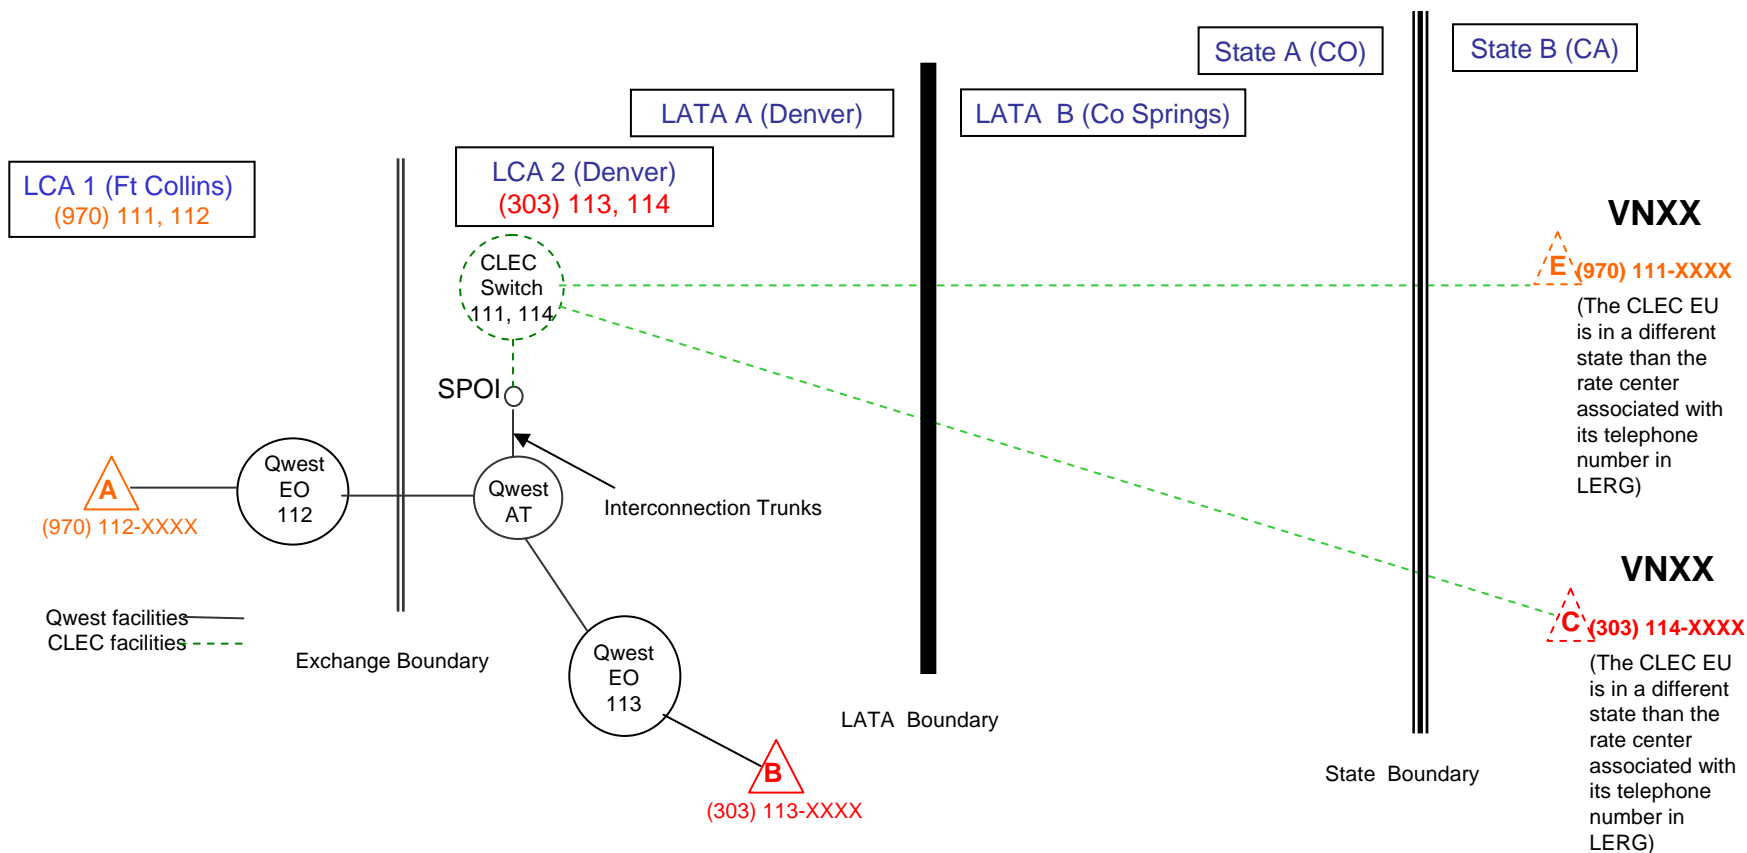 State A (CO)
State B (CA)
LATA A (Denver)
LATA B (Co Springs)
LCA 1 (Ft Collins)
(970) 111, 112
LCA 2 (Denver)
(303) 113, 114
VNXX
CLEC
Switch
111, 114
E
(970) 111-XXXX
(The CLEC EU
is in a different
state than the
rate center
associated with
its telephone
number in
LERG)
SPOI
Qwest
EO
112
A
(970) 112-XXXX
Qwest
AT
Interconnection Trunks
VNXX
C
(303) 114-XXXX
(The CLEC EU
is in a different
state than the
rate center
associated with
its telephone
number in
LERG)
Qwest facilities
CLEC facilities
Exchange Boundary
Qwest
EO
113
LATA Boundary
B
(303) 113-XXXX
State Boundary